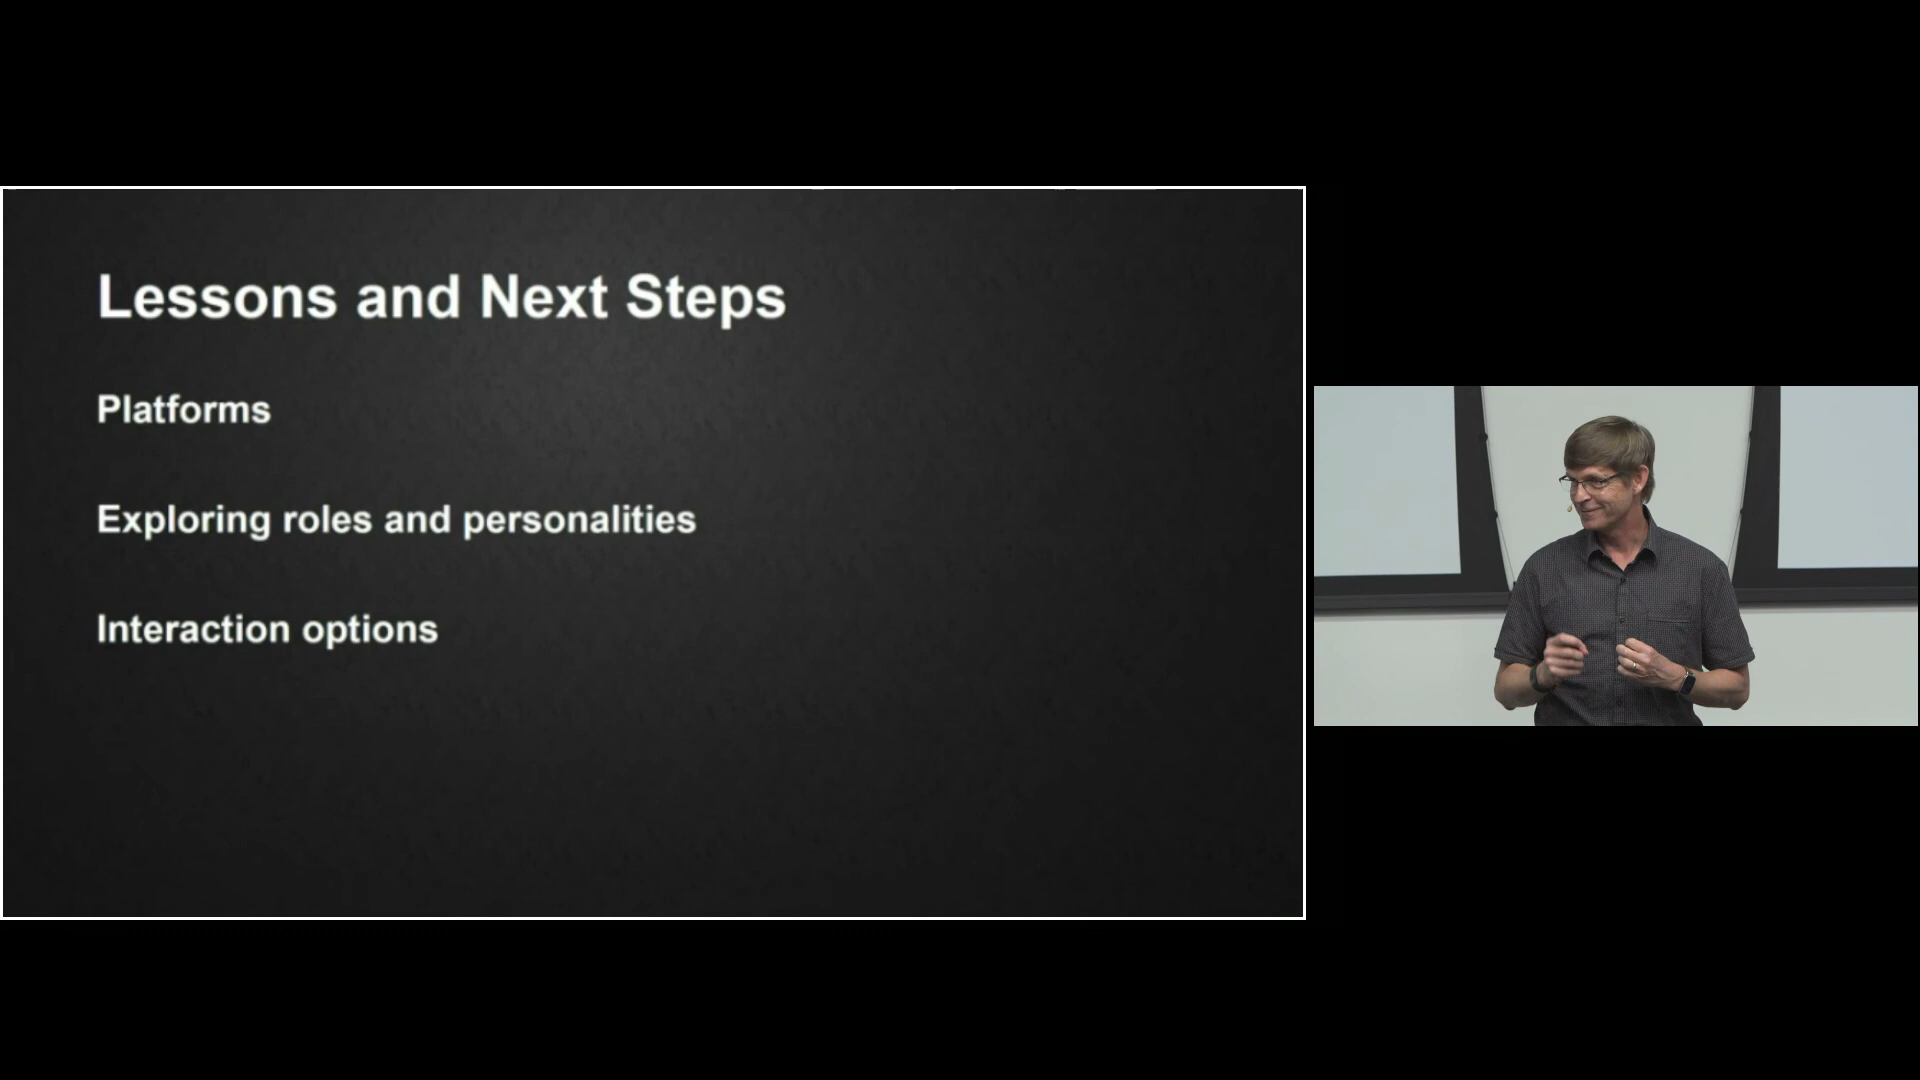 Lessons and Next Steps
Platforms
Exploring roles and personalities
Interaction options